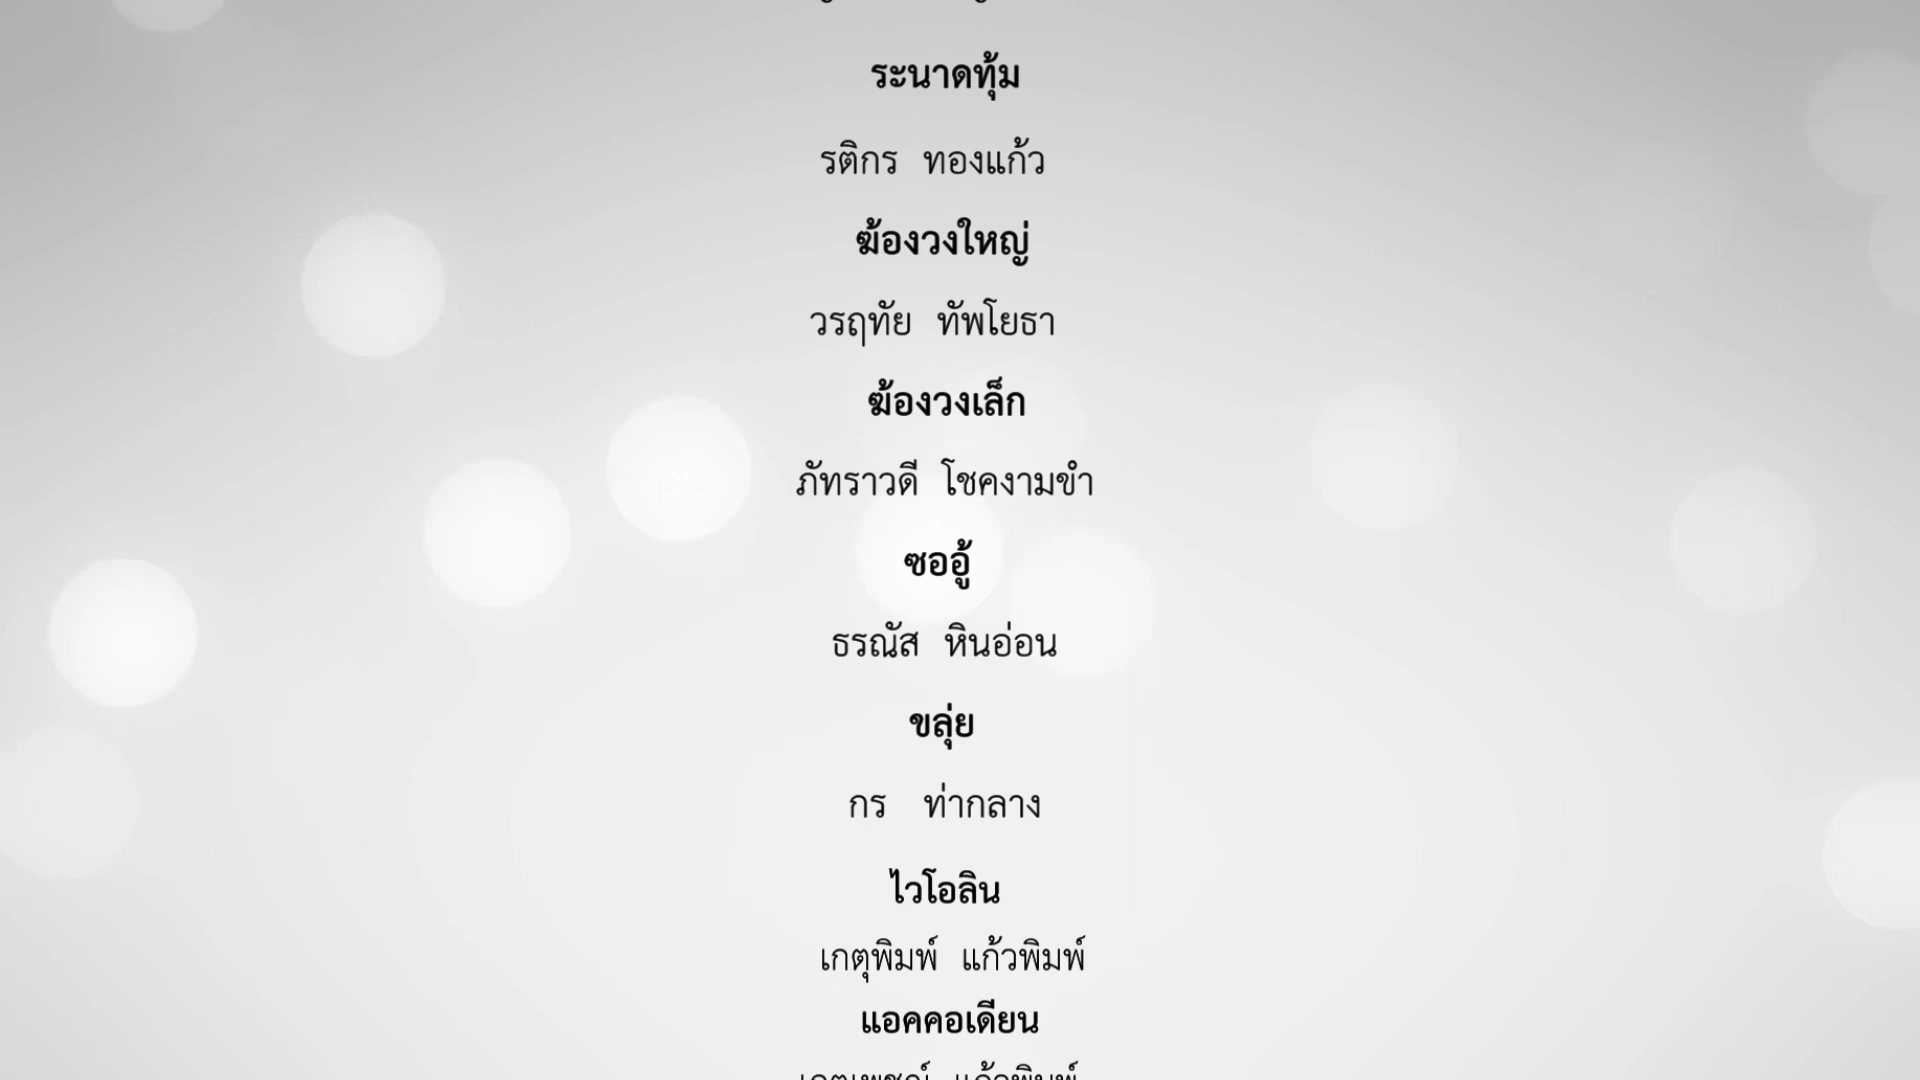 ระนาดทุ้ม
รติกร ทองแก้ว
ฆ้องวงใหญ่
วรฤทัย ทัพโยธา
ฆ้องวงเล็ก
ภัทราวดี โชคงามขำ
ซออู้
ธรณัส หินอ่อน
ขลุ่ย
กร ท่ากลาง
ไวโอลิน
เกตุพิมพ์ แก้วพิมพ์
แอคคอเดียน